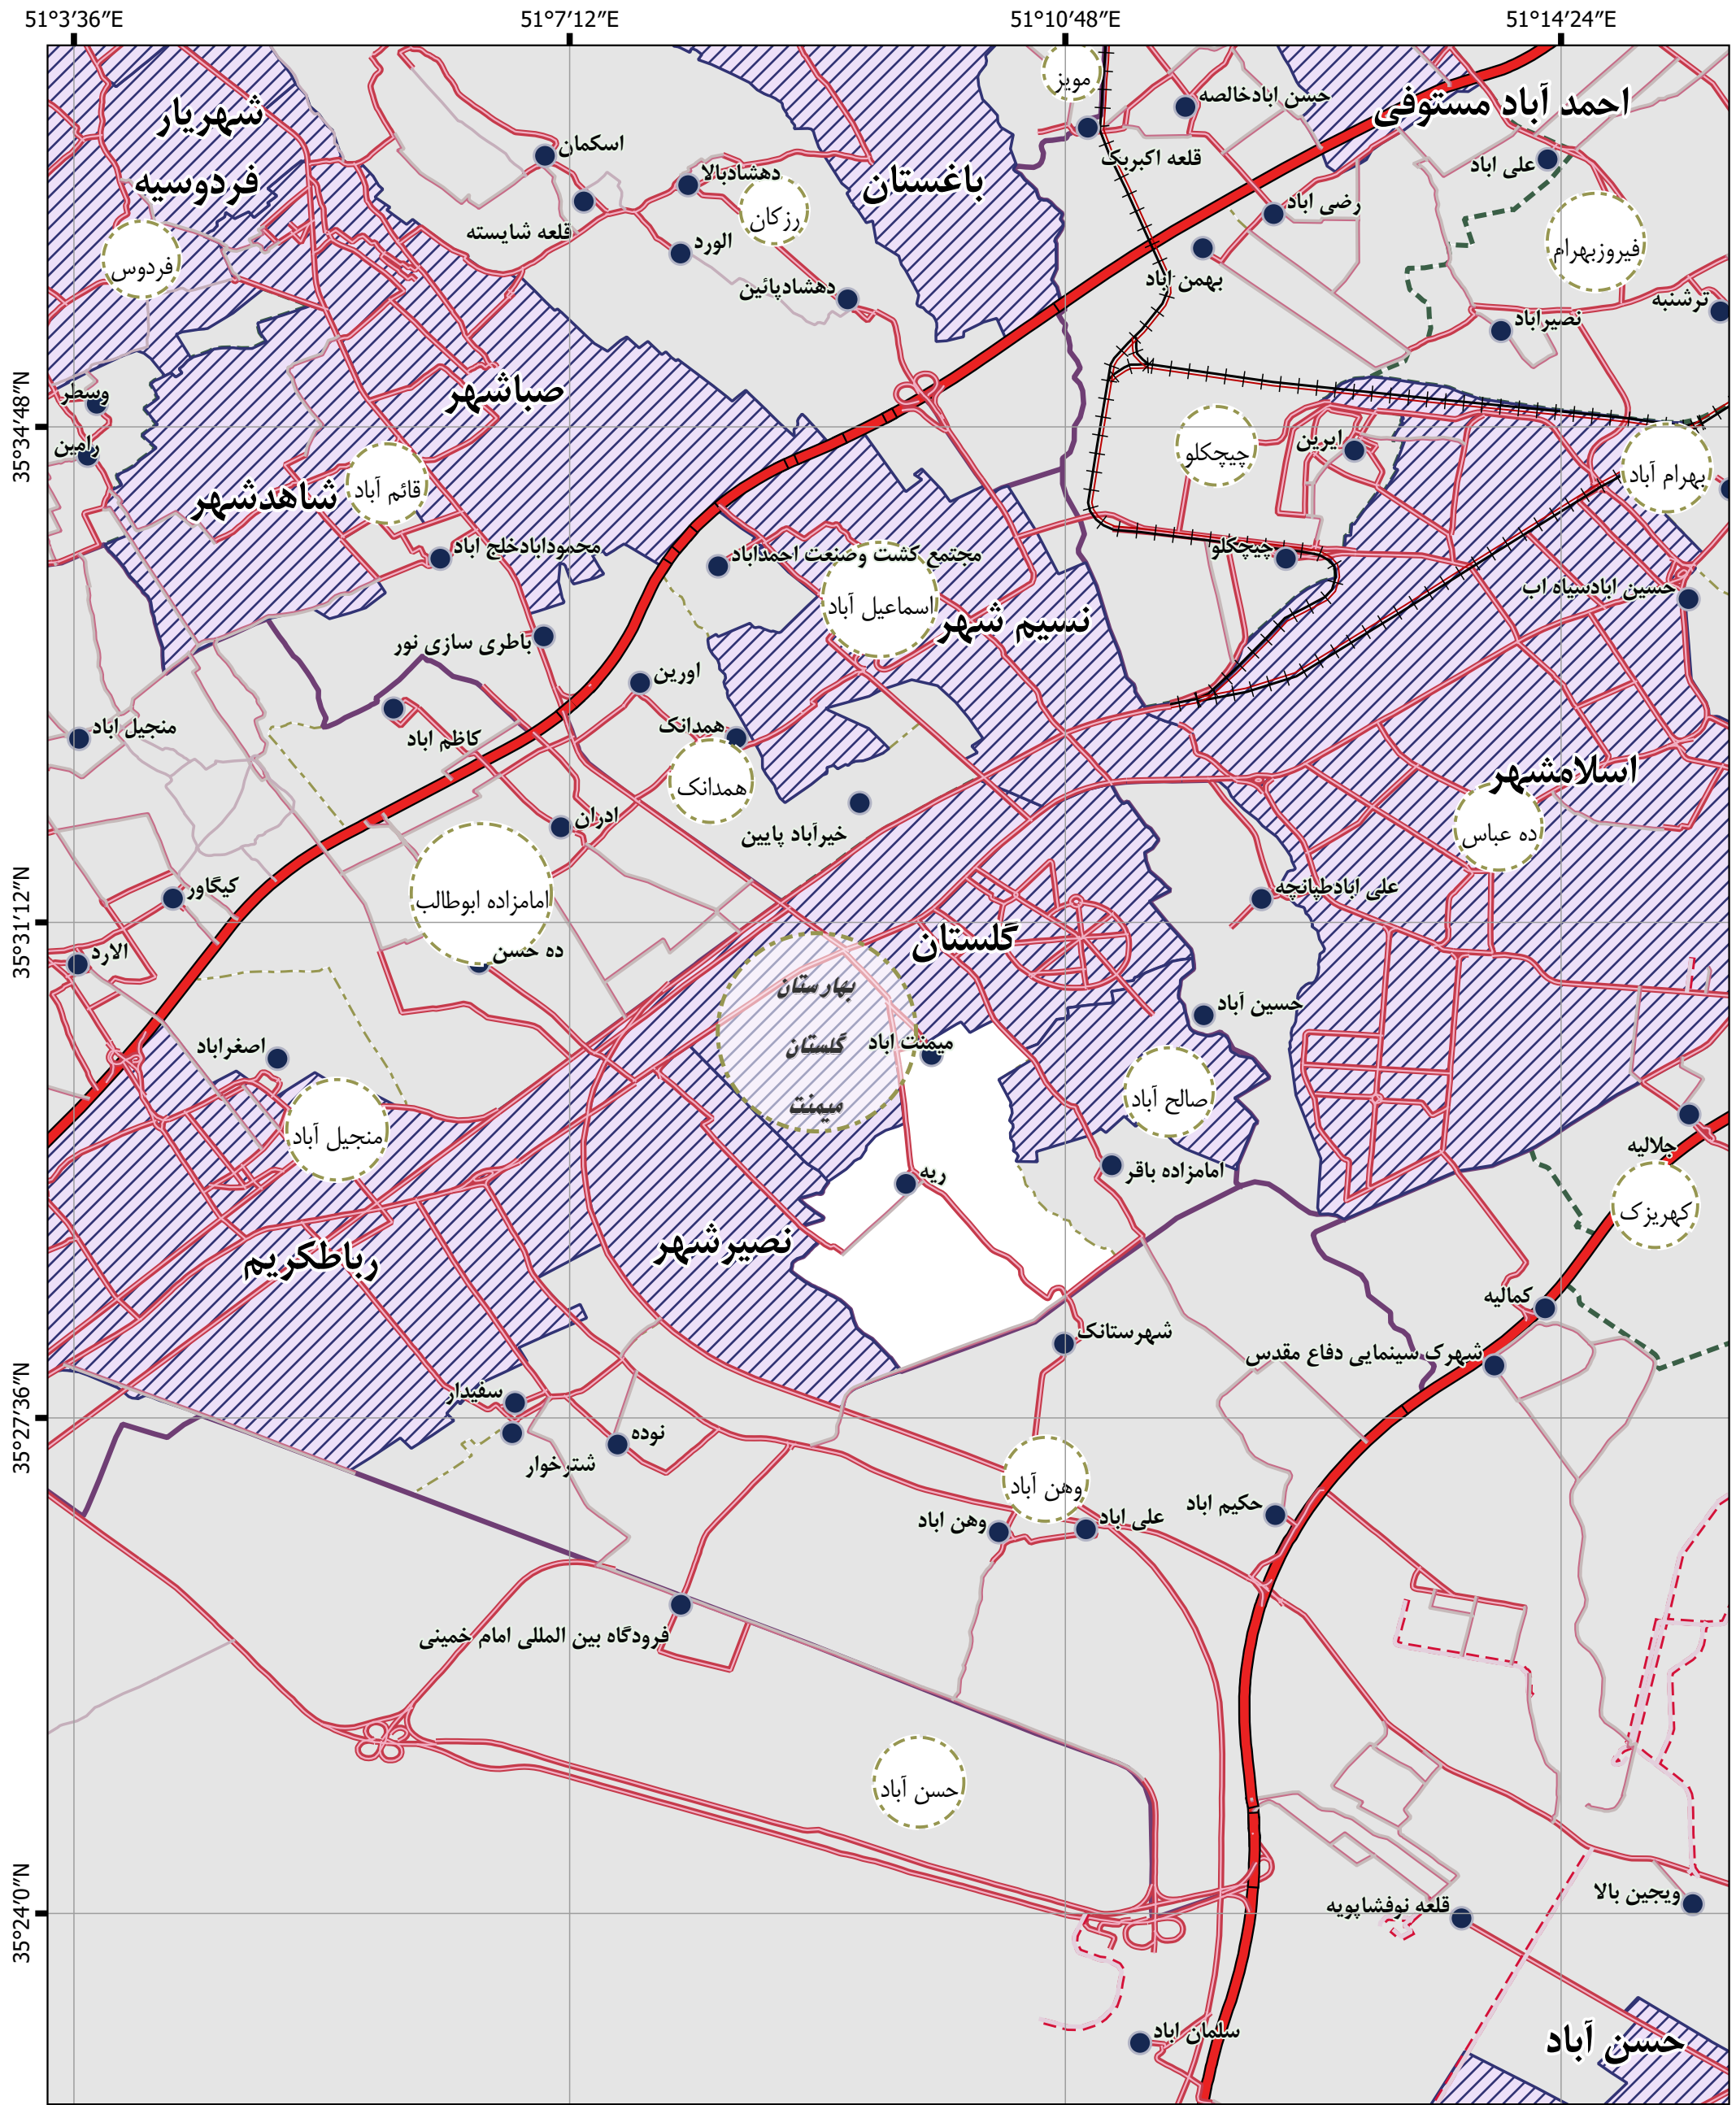 51°3′36″E
51°7′12″E
51°10′48″E
51°14′24″E
مویز
حسن ابادخالصه
احمد آباد مستوفی
شهریار
اسکمان
قلعه اکبربک
علی اباد
فردوسیه
دهشادبالا
باغستان
رزکان
رضی اباد
قلعه شایسته
الورد
فیروزبهرام
فردوس
دهشادپائین
بهمن آباد
ترشنبه
نصیراباد
وسطر
صباشهر
35°34′48″N
رامین
ایرین
چیچکلو
بهرام آباد
شاهدشهر
قائم آباد
محمودابادخلج اباد
مجتمع کشت وصنعت احمداباد
چیچکلو
حسین ابادسیاه اب
اسماعیل آباد
نسیم شهر
باطری سازی نور
اورین
منجیل اباد
کاظم اباد
همدانک
همدانک
اسلامشهر
ادران
خیرآباد پایین
ده عباس
کیگاور
امامزاده ابوطالب
علی ابادطپانچه
35°31′12″N
الارد
ده حسن
گلستان
بهارستان
گلستان
میمنت
حسین آباد
اصغراباد
میمنت اباد
صالح آباد
منجیل آباد
جلالیه
ریه
امامزاده باقر
کهریزک
رباطکریم
نصیرشهر
کمالیه
شهرستانک
شهرک سینمایی دفاع مقدس
35°27′36″N
سفیدار
نوده
شترخوار
وهن آباد
وهن اباد
علی اباد
حکیم اباد
فرودگاه بین المللی امام خمینی
حسن آباد
35°24′0″N
قلعه نوفشاپویه
ویجین بالا
سلمان اباد
حسن آباد